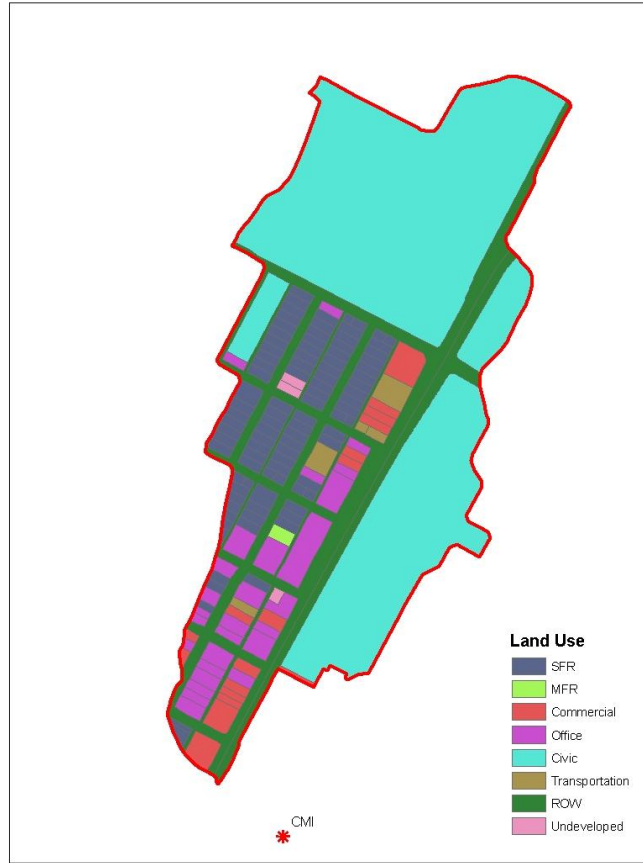 Land Use
SFR
MFR
Commercial
Office
Civic
Transportation
ROW
Undeveloped
CMI